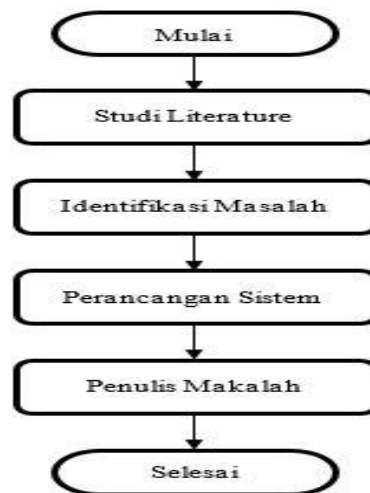 Mulai
Studi Literature
Identifikasi Masalah
Perancangan Sistem
Penulis Makalah
Selesai